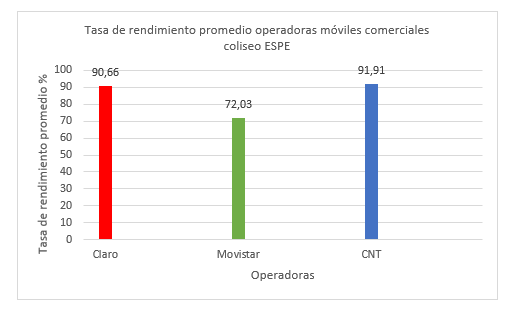 Tasa de rendimiento promedio operadoras móviles comerciales
coliseo ESPE
Tasa de rendimiento promedio %
100
90
80
70
60
50
40
30
20
10
0
90,66
72,03
91,91
Claro
Movistar
CNT
Operadoras